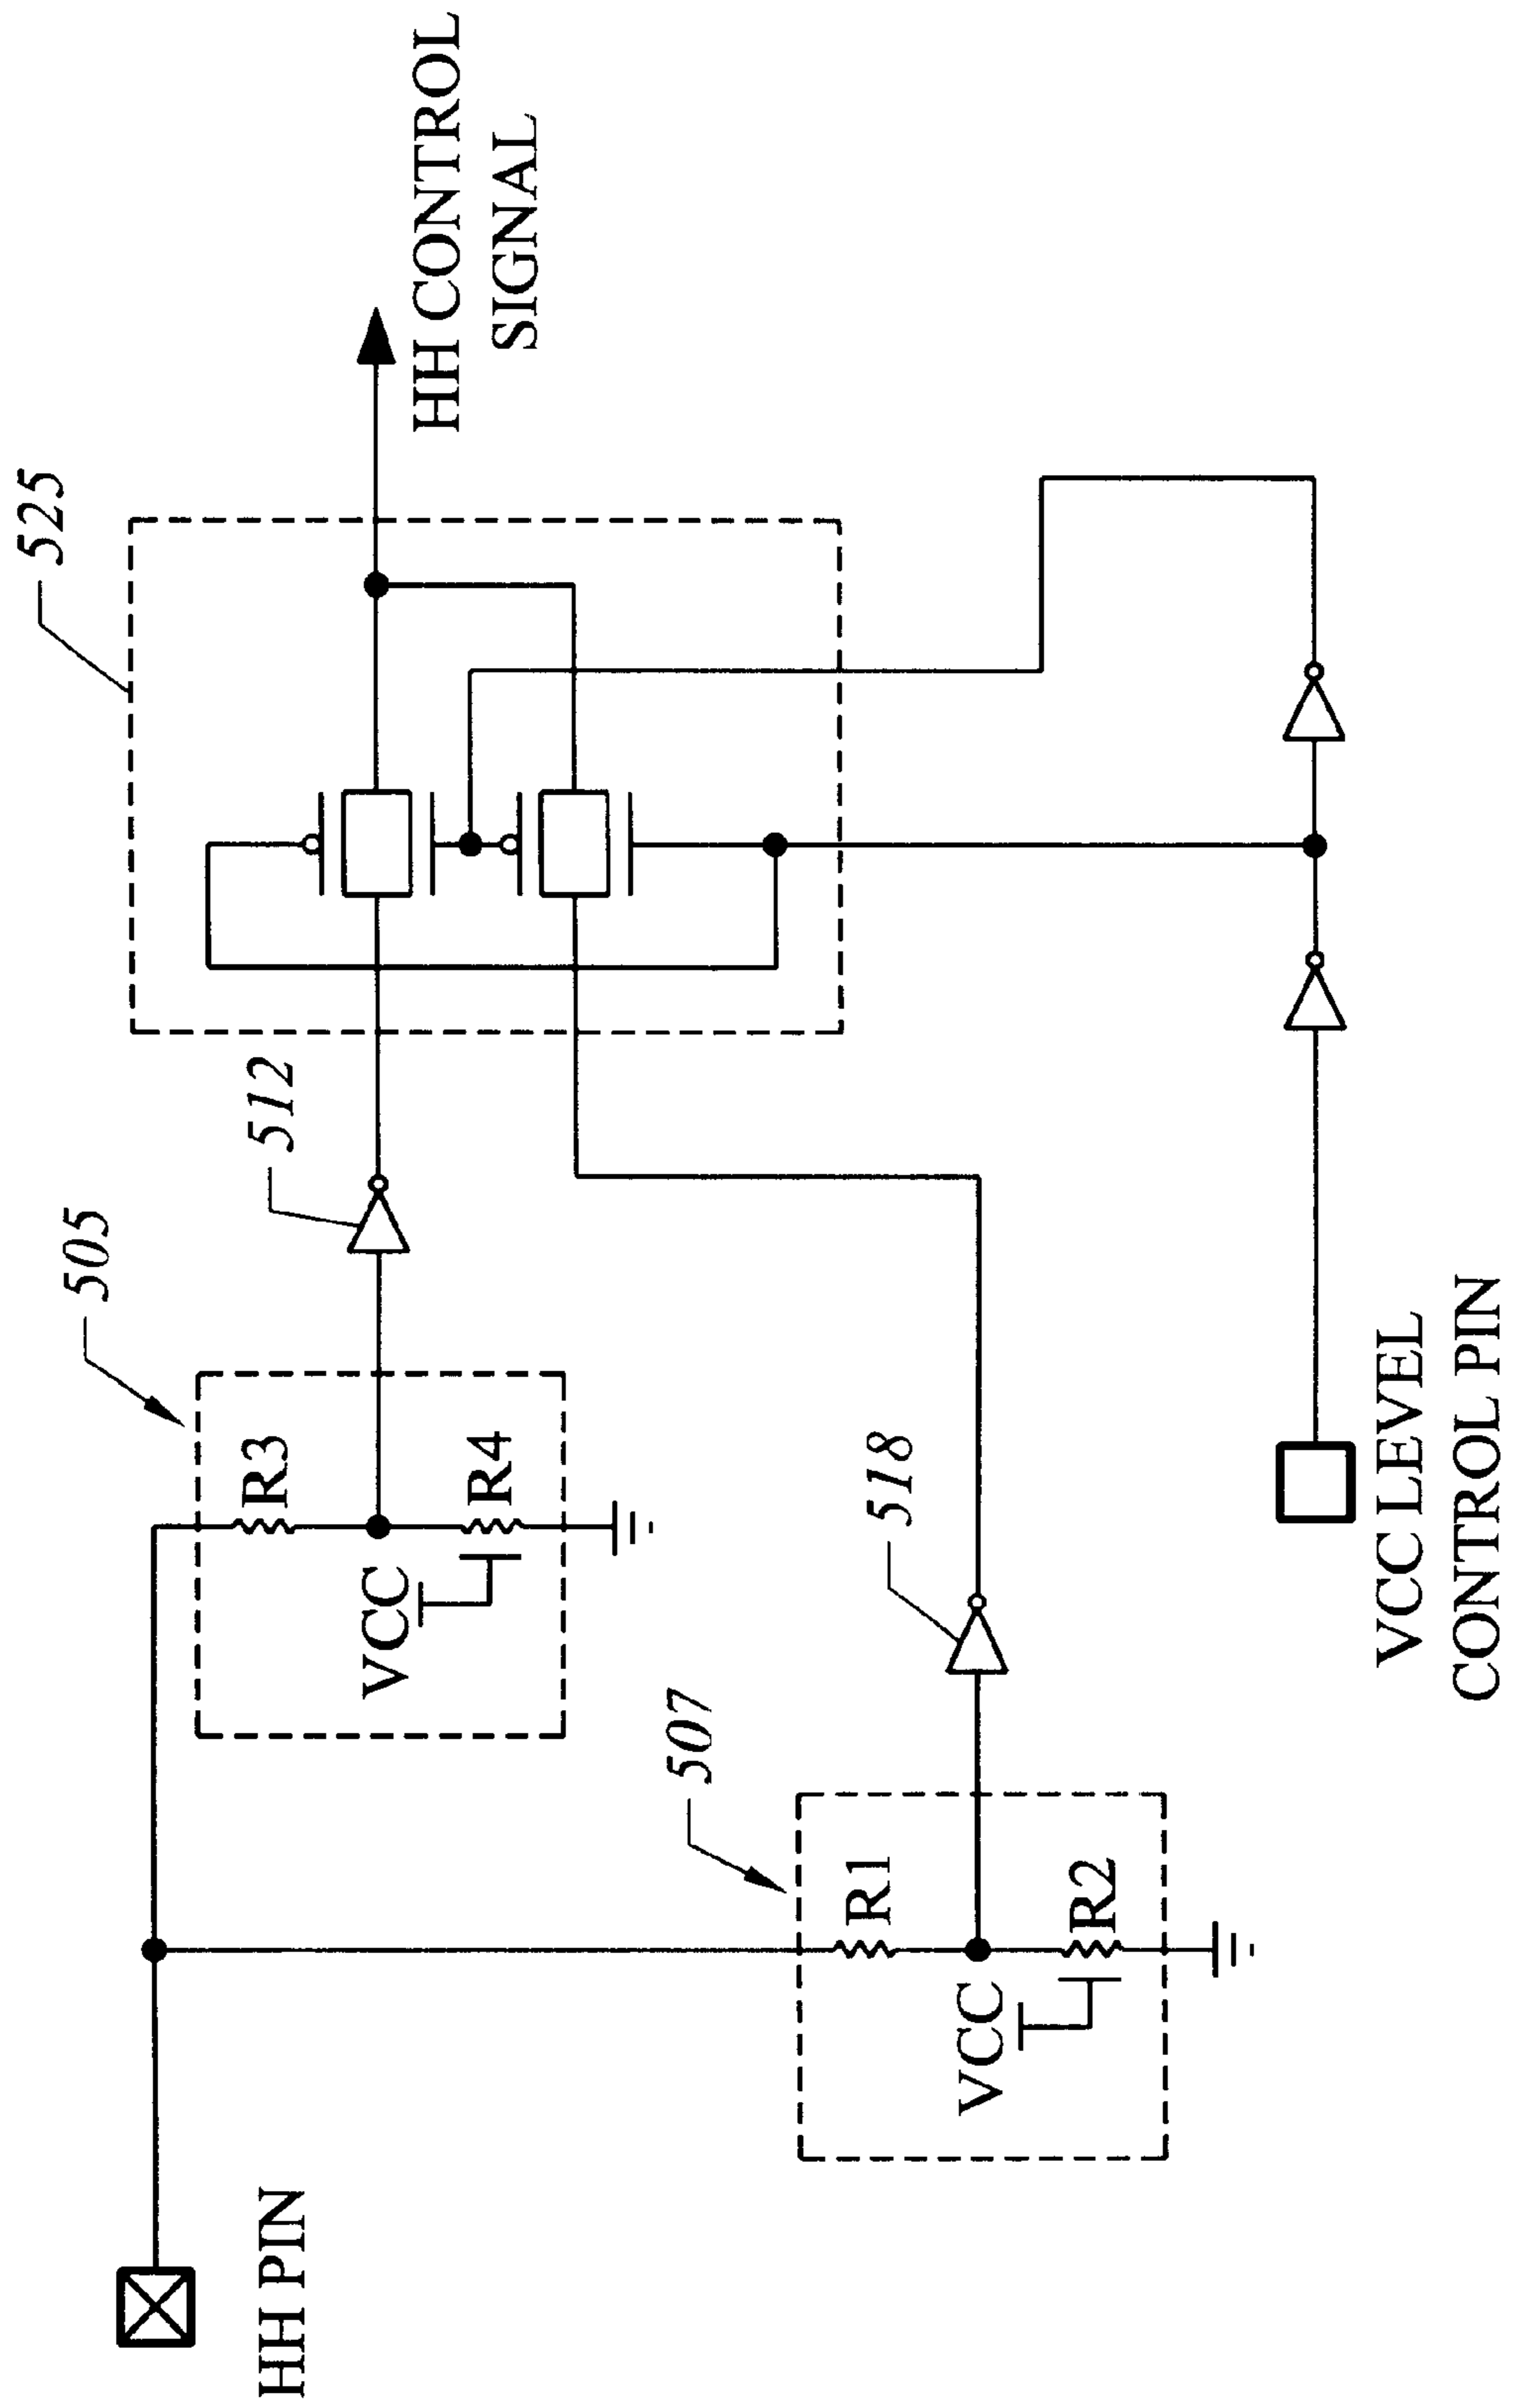 525
HH CONTROL
SIGNAL
505
512
R3
VCC
R4
HH PIN
507
518
R1
VCC
R2
VCC LEVEL
CONTROL PIN